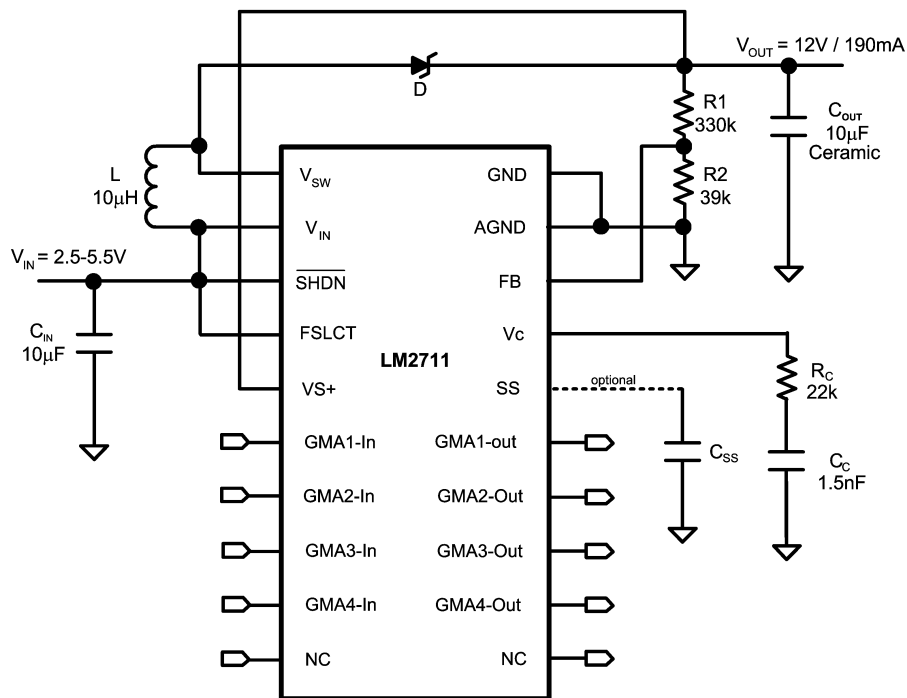 V_OUT = 12V / 190mA
D
R1
330k
C_OUT
10µF
Ceramic
L
10µH
V_SW
GND
R2
39k
V_IN
AGND
V_IN = 2.5-5.5V
SHDN
FB
C_IN
10µF
FSLCT
Vc
LM2711
R_C
22k
VS+
SS
optional
GMA1-In
GMA1-out
C_SS
C_C
1.5nF
GMA2-In
GMA2-Out
GMA3-In
GMA3-Out
GMA4-In
GMA4-Out
NC
NC